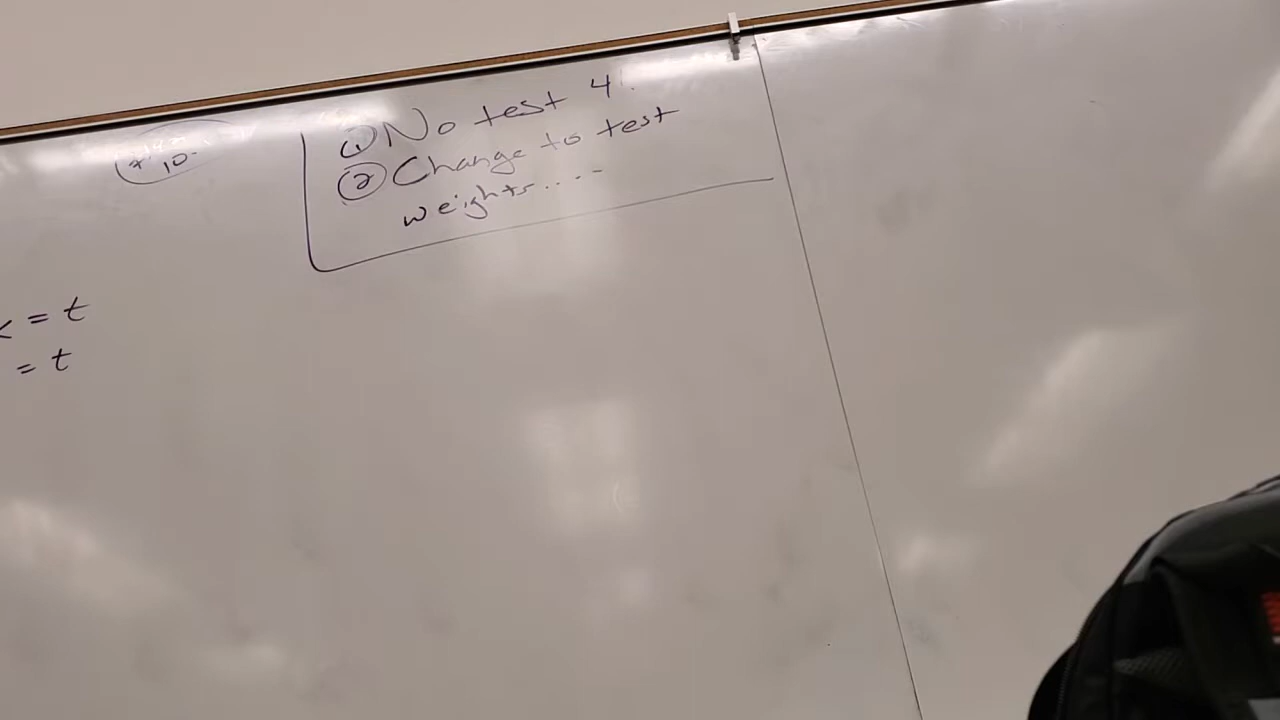 ① No test 4!
② Change to test
weights....
= t
= t